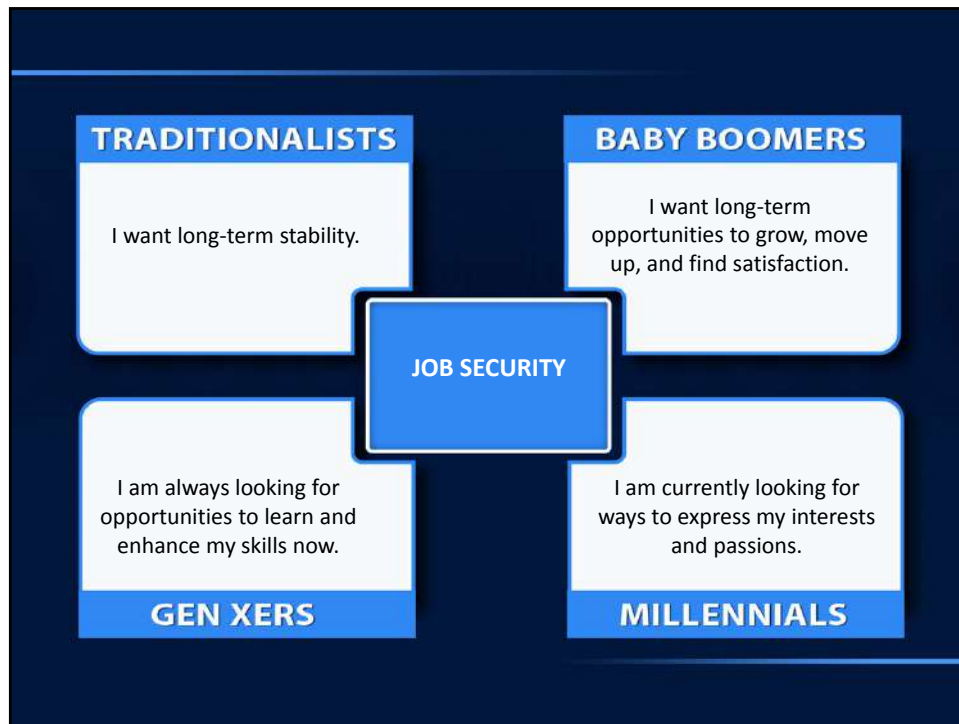 TRADITIONALISTS
I want long-term stability.
BABY BOOMERS
I want long-term
opportunities to grow, move
up, and find satisfaction.
JOB SECURITY
I am always looking for
opportunities to learn and
enhance my skills now.
GEN XERS
I am currently looking for
ways to express my interests
and passions.
MILLENNIALS